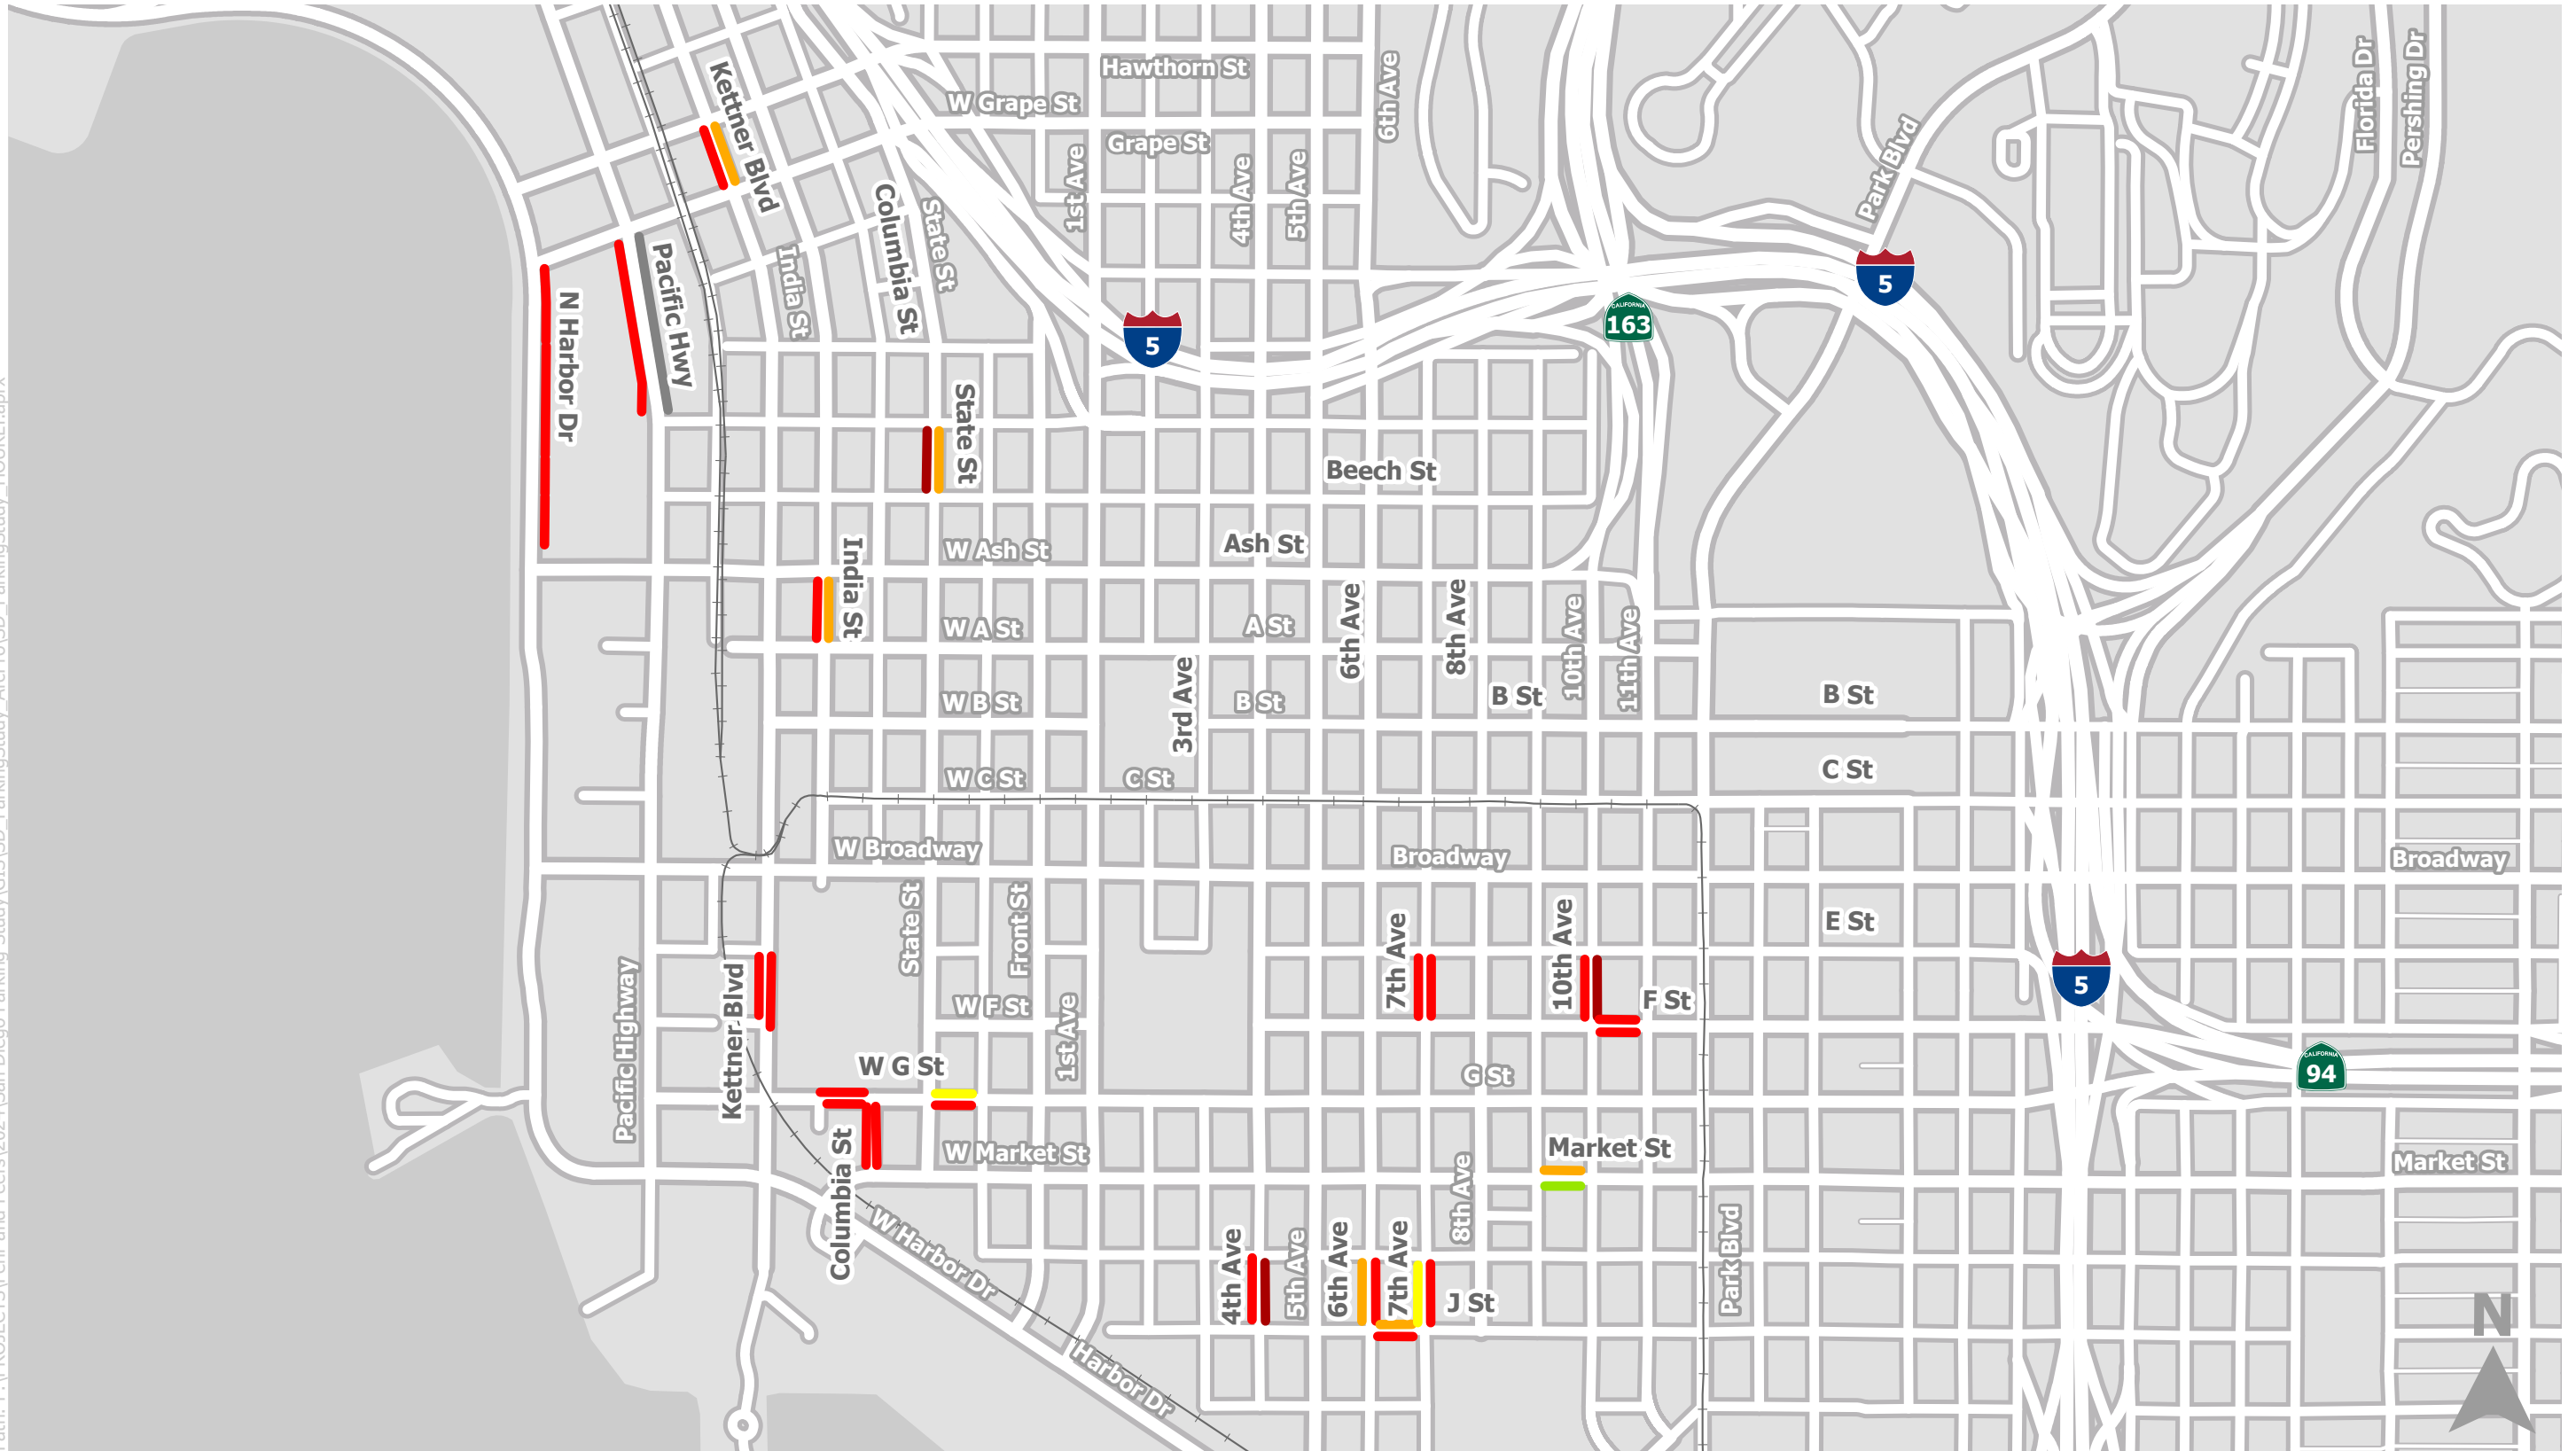 Hawthorn St
W Grape St
Grape St
6th Ave
Florida Dr
Pershing Dr
Kettner Blvd
Park Blvd
1st Ave
4th Ave
5th Ave
Columbia St
State St
India St
Pacific Hwy
N Harbor Dr
5
CALIFORNIA
163
5
State St
Beech St
W Ash St
Ash St
India St
W A St
A St
6th Ave
8th Ave
10th Ave
11th Ave
3rd Ave
W B St
B St
B St
B St
W C St
C St
C St
W Broadway
Broadway
Broadway
State St
Front St
7th Ave
10th Ave
E St
5
Pacific Highway
Kettner Blvd
W F St
F St
1st Ave
W G St
G St
CALIFORNIA
94
Columbia St
W Market St
Market St
Market St
8th Ave
W Harbor Dr
4th Ave
5th Ave
6th Ave
7th Ave
J St
Park Blvd
Harbor Dr
N